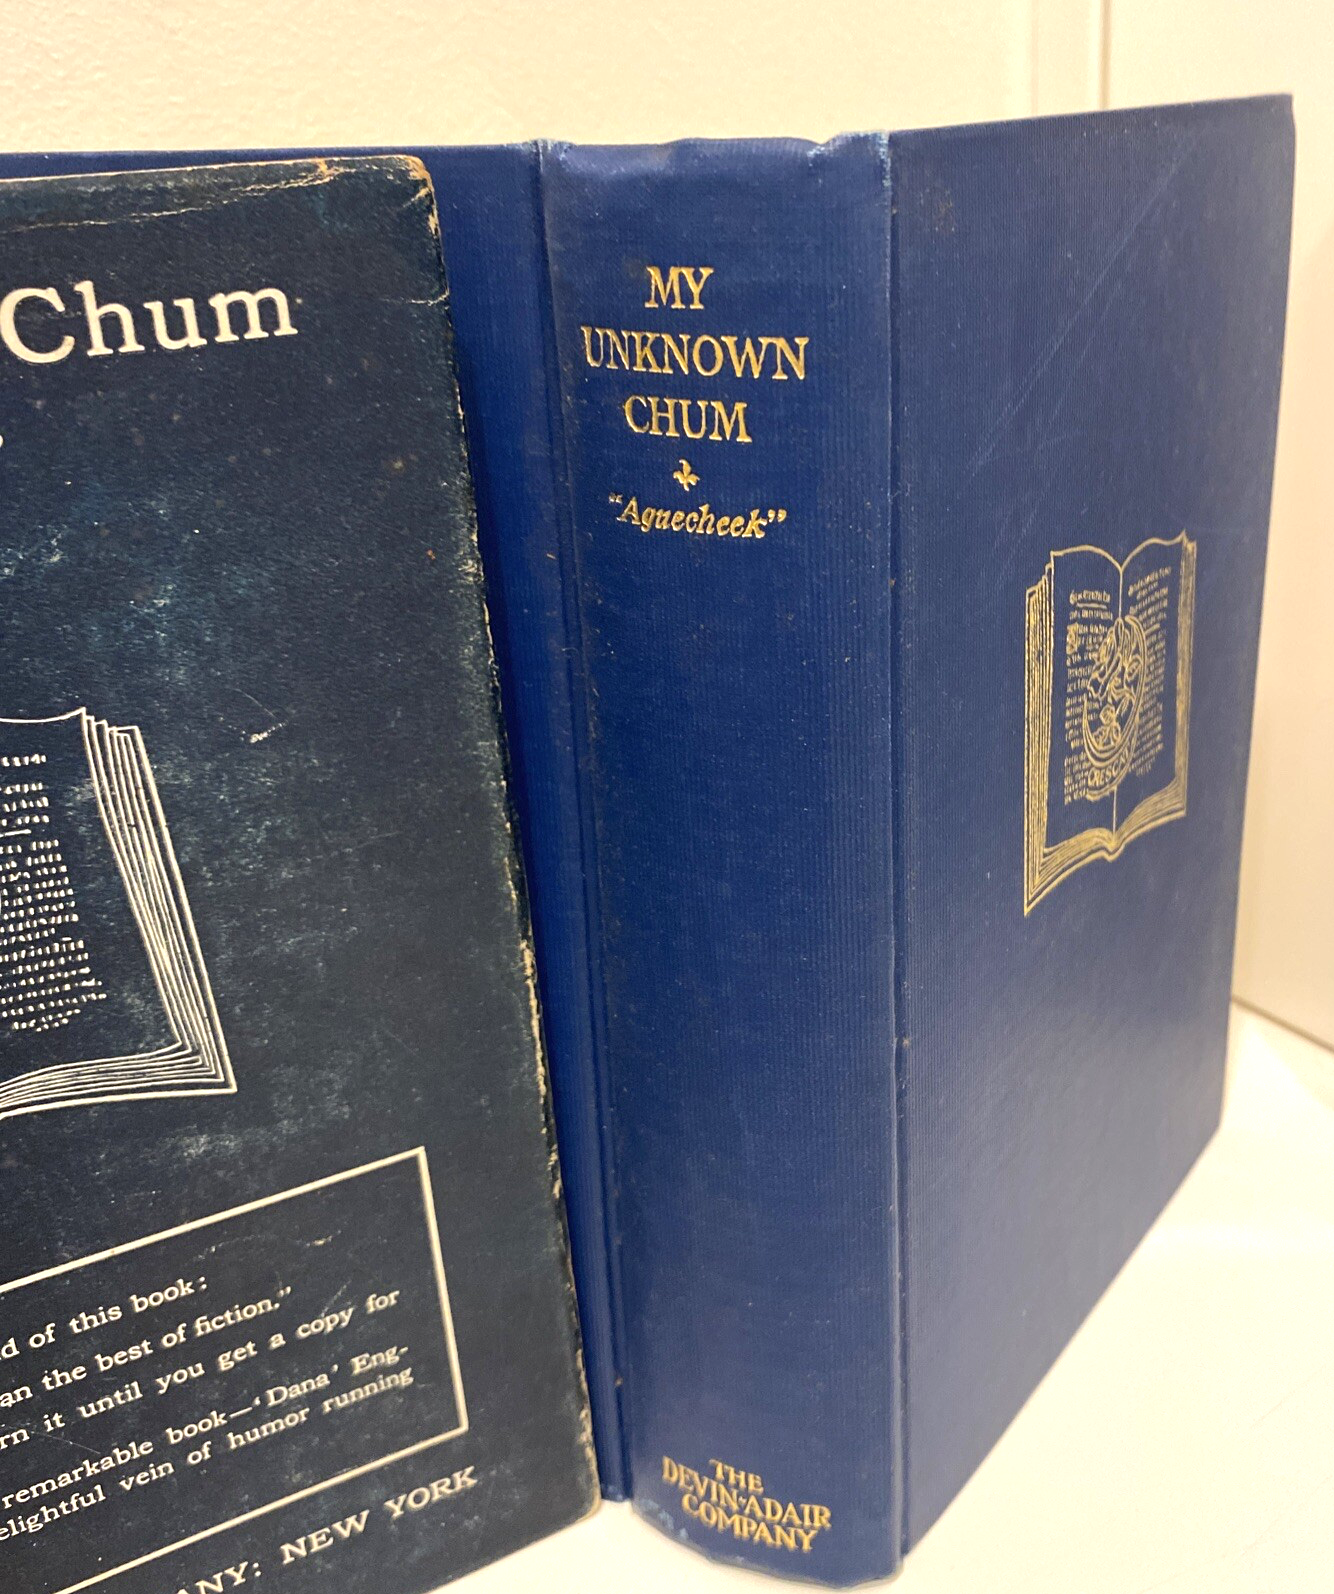 Chum
d of this book:
an the best of fiction."
rn it until you get a copy for
remarkable book—'Dana' Eng-
elightful vein of humor running
ANY: NEW YORK
MY
UNKNOWN
CHUM
"Aguecheek"
THE
DEVIN-ADAIR
COMPANY
CRESCAT